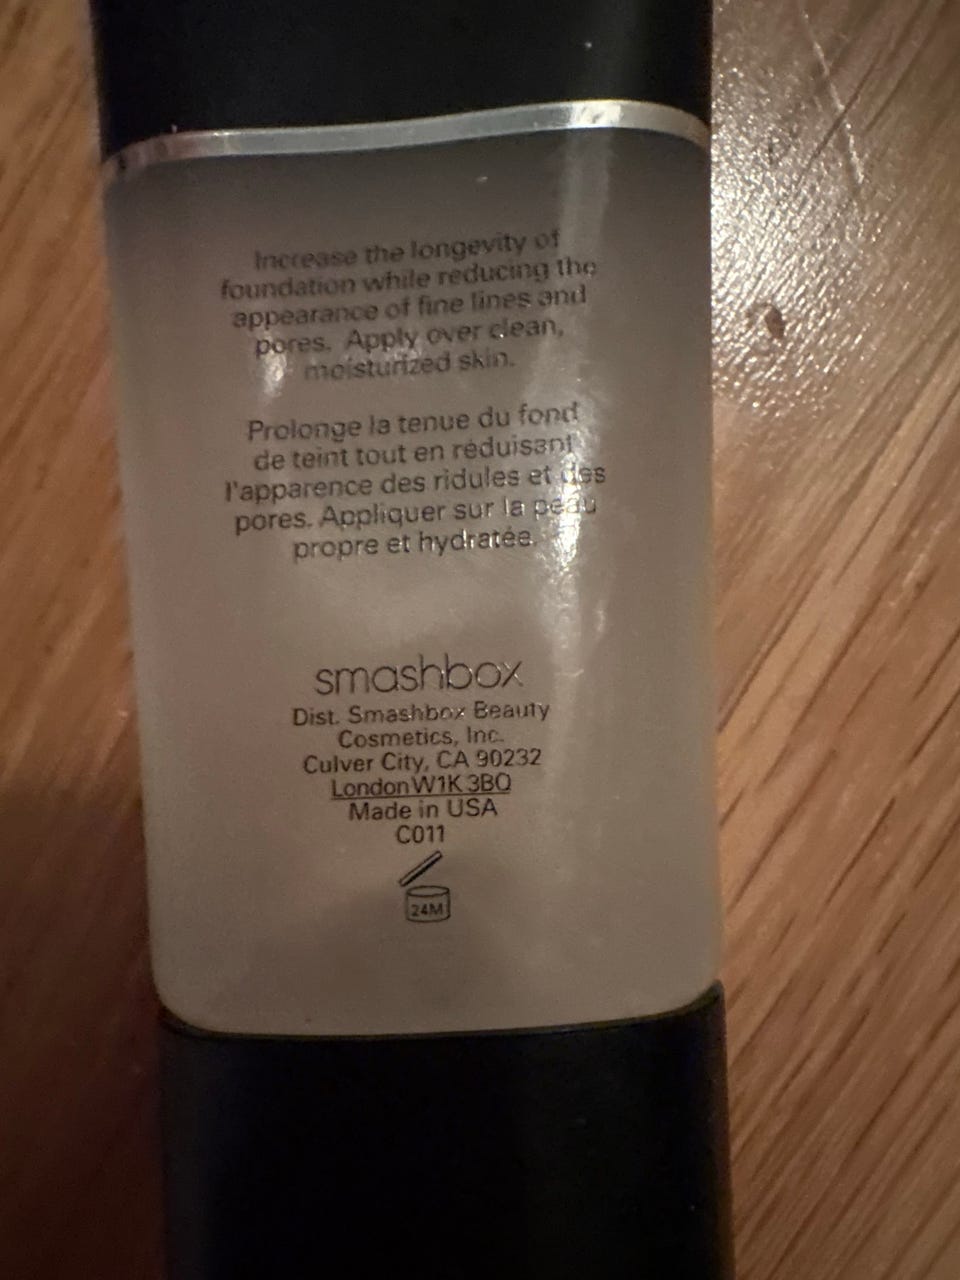 Increase the longevity of
foundation while reducing the
appearance of fine lines and
pores. Apply over clean,
moisturized skin.
Prolonge la tenue du fond
de teint tout en réduisant
l'apparence des ridules et des
pores. Appliquer sur la peau
propre et hydratée.
smashbox
Dist. Smashbox Beauty
Cosmetics, Inc.
Culver City, CA 90232
London W1K 3BQ
Made in USA
C011
24M